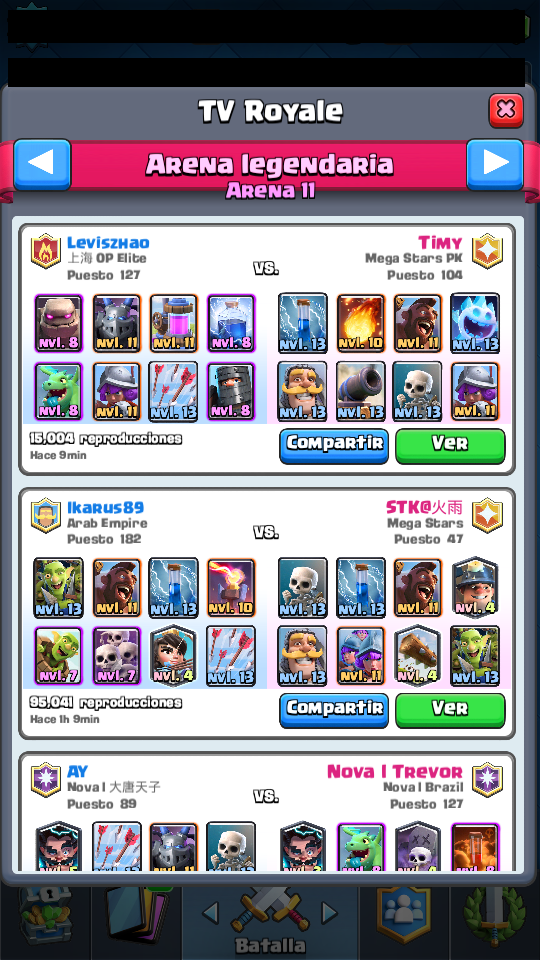 TV Royale
Arena legendaria
Arena 11
Leviszhao
上海 OP Elite
Puesto 127
vs.
Timy
Mega Stars PK
Puesto 104
nvl. 8 nvl. 11 nvl. 11 nvl. 8 nvl. 13 nvl. 10 nvl. 11 nvl. 13
nvl. 8 nvl. 11 nvl. 13 nvl. 8 nvl. 13 nvl. 13 nvl. 13 nvl. 11
15,004 reproducciones
Hace 9min
Compartir
Ver
Ikarus89
Arab Empire
Puesto 182
vs.
STK@火雨
Mega Stars
Puesto 47
nvl. 13 nvl. 11 nvl. 13 nvl. 10 nvl. 13 nvl. 13 nvl. 11 nvl. 4
nvl. 7 nvl. 7 nvl. 4 nvl. 13 nvl. 13 nvl. 11 nvl. 4 nvl. 13
95,041 reproducciones
Hace 1h 9min
Compartir
Ver
AY
Nova l 大唐天子
Puesto 89
vs.
Nova l Trevor
Nova l Brazil
Puesto 127
Batalla